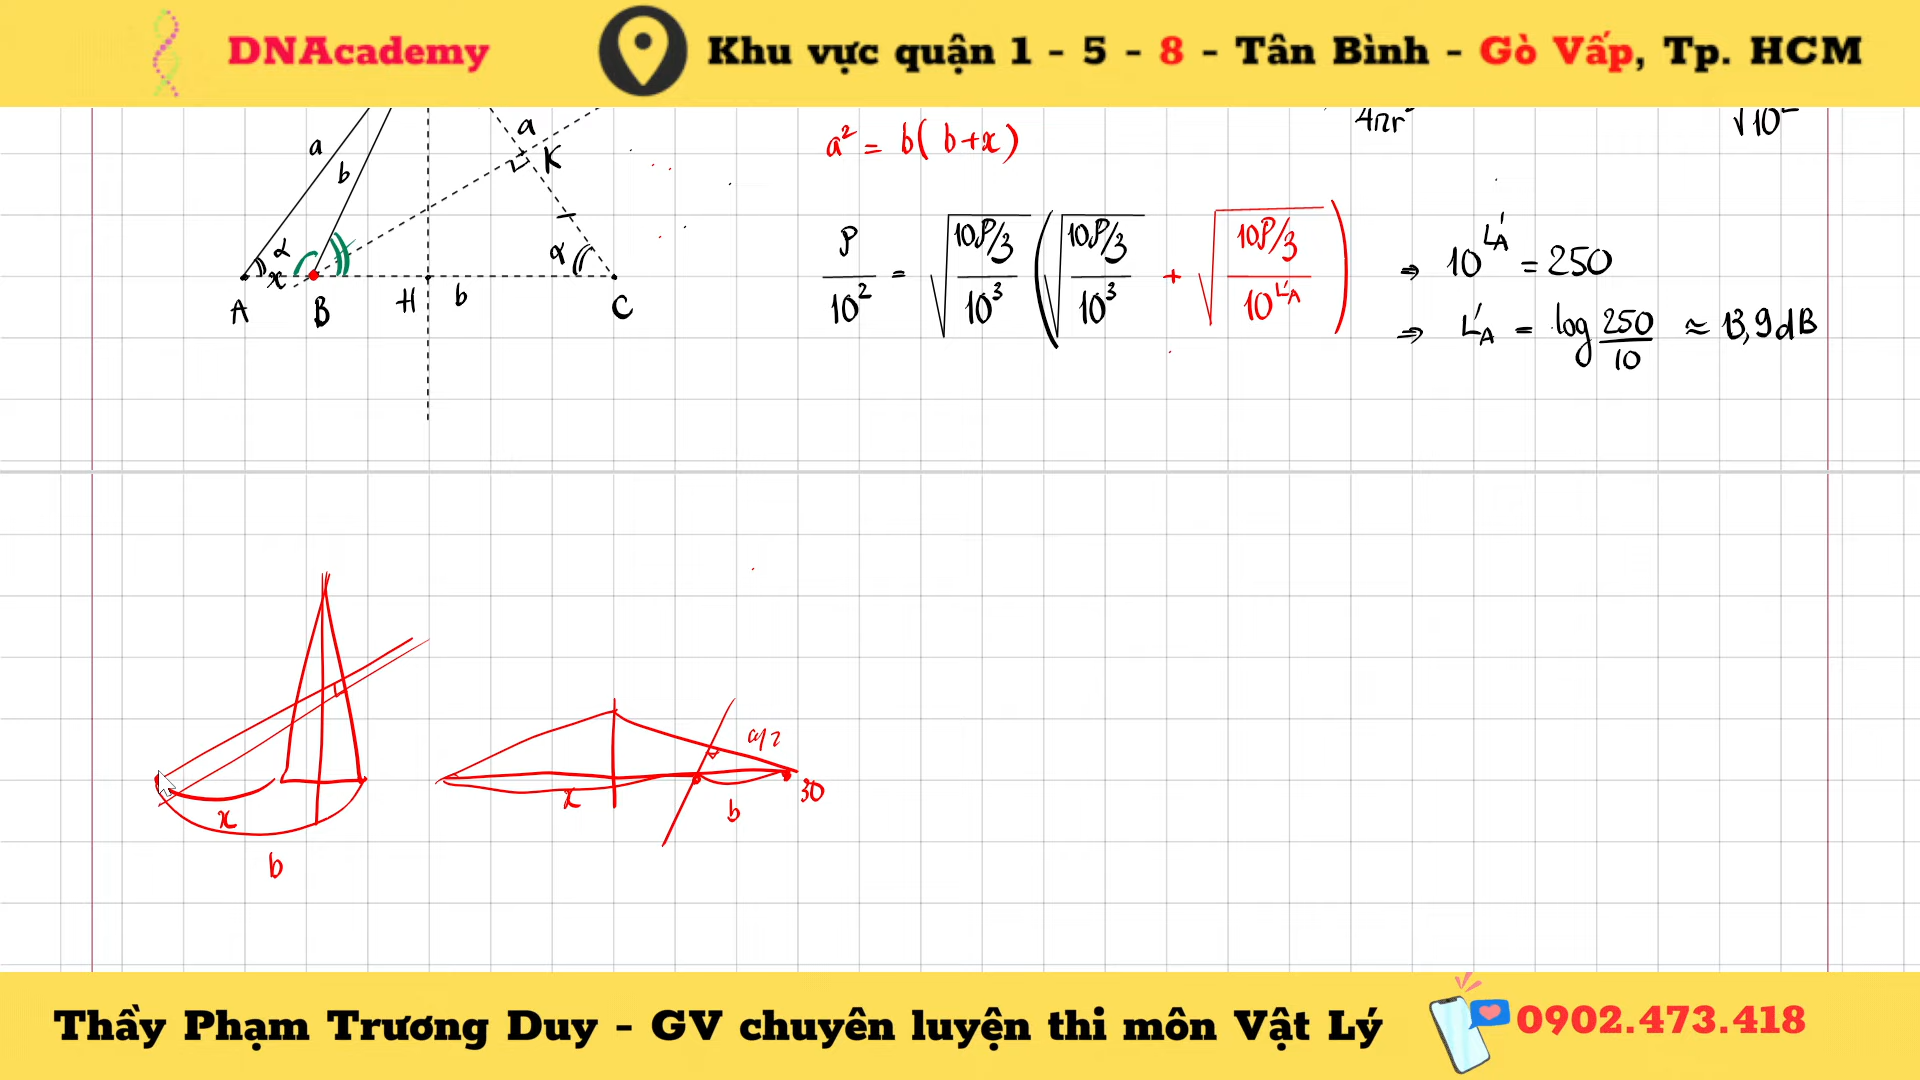 DNAcademy
Khu vực quận 1 - 5 - 8 - Tân Bình - Gò Vấp, Tp. HCM
4πr²
√10^L
a
a² = b(b+x)
K
a
b
α
x
α
A
B
H
b
C
P/10² = √(10P/3 / 10³) (√(10P/3 / 10³) + √(10P/3 / 10^L'A))
⇒ 10^L'A = 250
⇒ L'A = log 250/10 ≈ 13,9dB
a/2
x
30
x
b
b
Thầy Phạm Trương Duy - GV chuyên luyện thi môn Vật Lý
0902.473.418